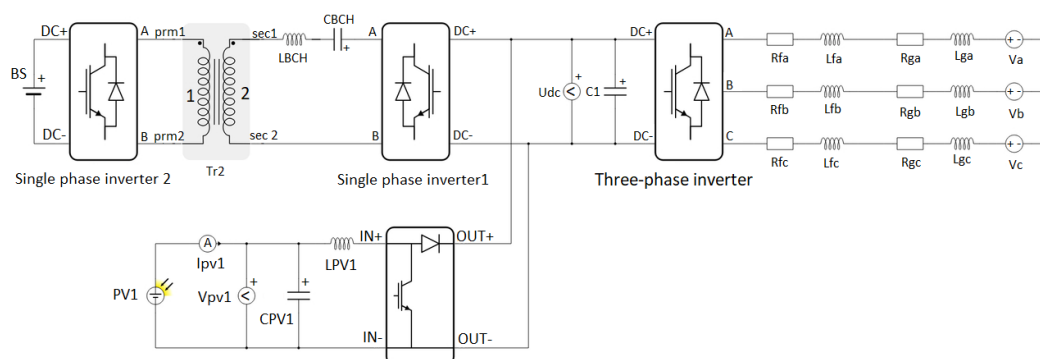 CBCH
DC+ A prm1 sec1 A DC+ DC+ A
+
LBCH
Rfa Lfa Rga Lga Va
+ -
BS +
1 2
Udc + C1 +
B
Rfb Lfb Rgb Lgb Vb
+ -
DC- B prm2 sec 2 B DC- DC- C
Tr2
Rfc Lfc Rgc Lgc Vc
+ -
Single phase inverter 2
Single phase inverter1
Three-phase inverter
A
Ipv1
IN+ OUT+
LPV1
PV1
Vpv1 +
CPV1 +
IN- OUT-